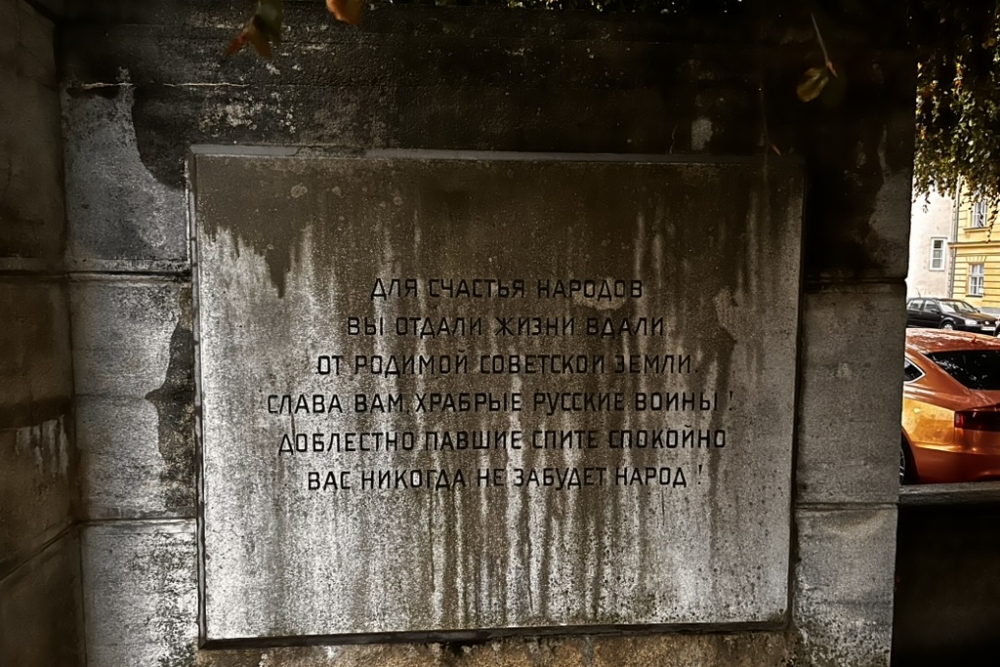 ДЛЯ СЧАСТЬЯ НАРОДОВ
ВЫ ОТДАЛИ ЖИЗНИ ВДАЛИ
ОТ РОДИМОЙ СОВЕТСКОЙ ЗЕМЛИ.
СЛАВА ВАМ, ХРАБРЫЕ РУССКИЕ ВОИНЫ!
ДОБЛЕСТНО ПАВШИЕ СПИТЕ СПОКОЙНО
ВАС НИКОГДА НЕ ЗАБУДЕТ НАРОД!